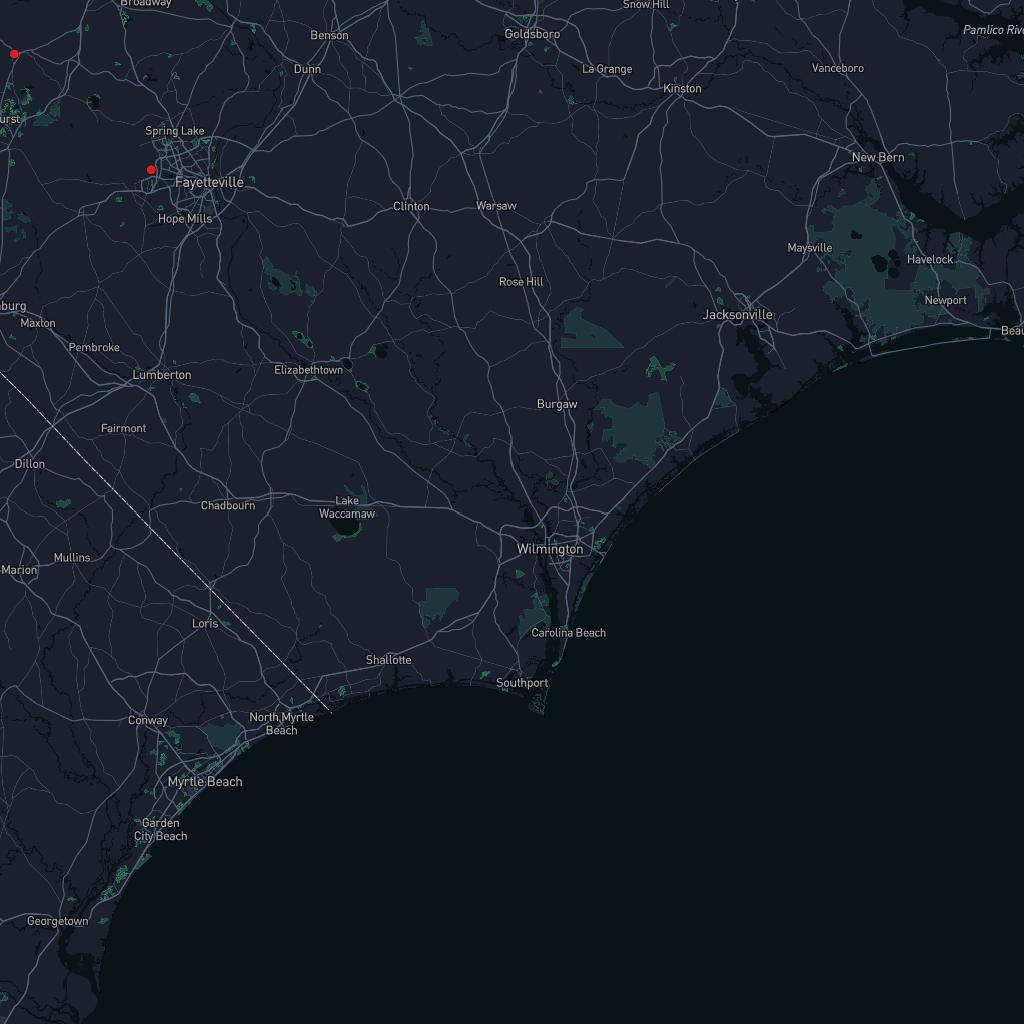 Broadway
Snow Hill
Benson
Goldsboro
Pamlico Rive
Dunn
La Grange
Vanceboro
Kinston
urst
Spring Lake
New Bern
Fayetteville
Clinton
Warsaw
Hope Mills
Maysville
Havelock
Rose Hill
Newport
burg
Maxton
Jacksonville
Beau
Pembroke
Lumberton
Elizabethtown
Burgaw
Fairmont
Dillon
Chadbourn
Lake
Waccamaw
Wilmington
Mullins
Marion
Loris
Carolina Beach
Shallotte
Southport
Conway
North Myrtle
Beach
Myrtle Beach
Garden
City Beach
Georgetown